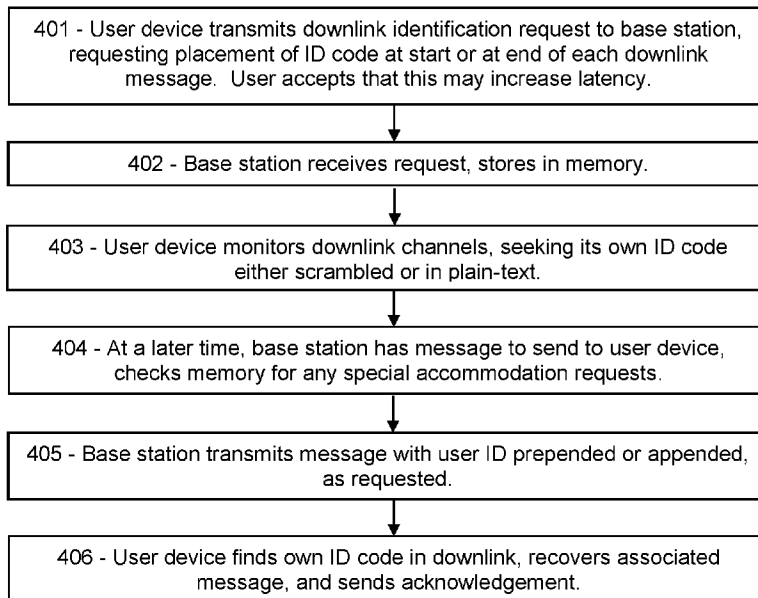 401 - User device transmits downlink identification request to base station,
requesting placement of ID code at start or at end of each downlink
message.  User accepts that this may increase latency.
402 - Base station receives request, stores in memory.
403 - User device monitors downlink channels, seeking its own ID code
either scrambled or in plain-text.
404 - At a later time, base station has message to send to user device,
checks memory for any special accommodation requests.
405 - Base station transmits message with user ID prepended or appended,
as requested.
406 - User device finds own ID code in downlink, recovers associated
message, and sends acknowledgement.